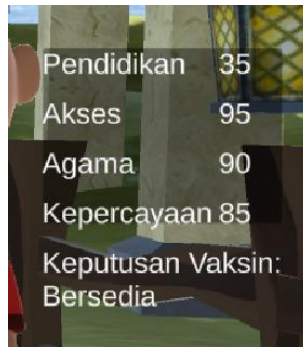 Pendidikan 35
Akses 95
Agama 90
Kepercayaan 85
Keputusan Vaksin:
Bersedia